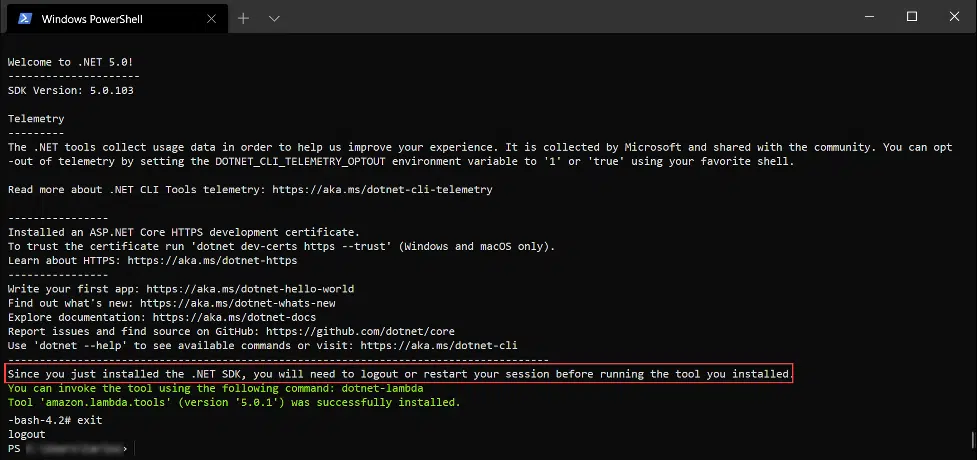 Windows PowerShell
Welcome to .NET 5.0!
---------------------
SDK Version: 5.0.103
Telemetry
---------
The .NET tools collect usage data in order to help us improve your experience. It is collected by Microsoft and shared with the community. You can opt
-out of telemetry by setting the DOTNET_CLI_TELEMETRY_OPTOUT environment variable to '1' or 'true' using your favorite shell.
Read more about .NET CLI Tools telemetry: https://aka.ms/dotnet-cli-telemetry
----------------
Installed an ASP.NET Core HTTPS development certificate.
To trust the certificate run 'dotnet dev-certs https --trust' (Windows and macOS only).
Learn about HTTPS: https://aka.ms/dotnet-https
----------------
Write your first app: https://aka.ms/dotnet-hello-world
Find out what's new: https://aka.ms/dotnet-whats-new
Explore documentation: https://aka.ms/dotnet-docs
Report issues and find source on GitHub: https://github.com/dotnet/core
Use 'dotnet --help' to see available commands or visit: https://aka.ms/dotnet-cli
--------------------------------------------------------------------------------------
Since you just installed the .NET SDK, you will need to logout or restart your session before running the tool you installed.
You can invoke the tool using the following command: dotnet-lambda
Tool 'amazon.lambda.tools' (version '5.0.1') was successfully installed.
-bash-4.2# exit
logout
PS >